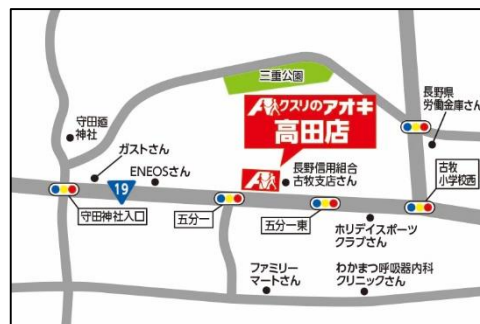 三重公園
クスリのアオキ
高田店
長野県
労働金庫さん
守田廼
神社
ガストさん
ENEOSさん
19
長野信用組合
古牧支店さん
古牧
小学校西
守田神社入口
五分一
五分一東
ホリデイスポーツ
クラブさん
ファミリー
マートさん
わかまつ呼吸器内科
クリニックさん